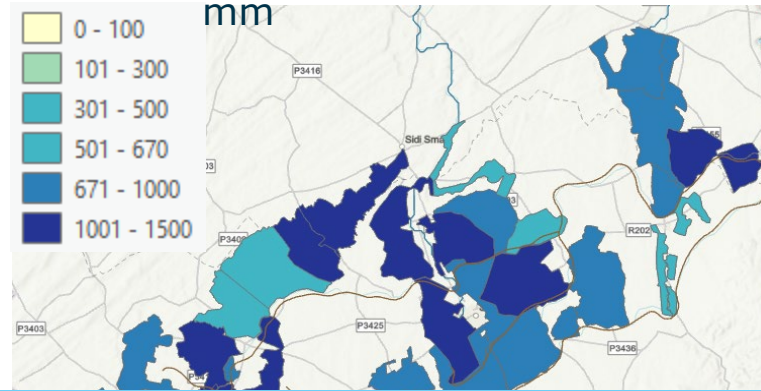 mm
0 - 100
101 - 300
301 - 500
501 - 670
671 - 1000
1001 - 1500
P3416
Sidi Smaï
R202
P3403
P3425
P3436